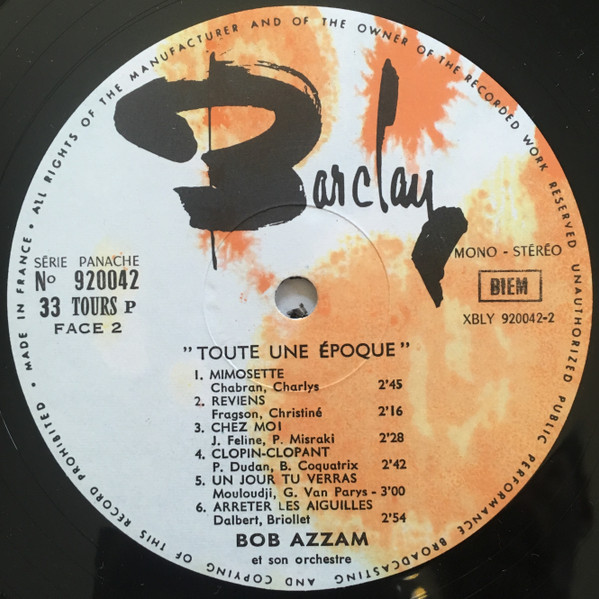 Barclay
MADE IN FRANCE • ALL RIGHTS OF THE MANUFACTURER AND OF THE OWNER OF THE RECORDED WORK RESERVED UNAUTHORIZED PUBLIC PERFORMANCE BROADCASTING AND COPYING OF THIS RECORD PROHIBITED •
SÉRIE PANACHE
No 920042
33 TOURS P
FACE 2
MONO - STÉRÉO
BIEM
XBLY 920042-2
"TOUTE UNE ÉPOQUE"
1. MIMOSETTE
Chabran, Charlys 2'45
2. REVIENS
Fragson, Christiné 2'16
3. CHEZ MOI
J. Feline, P. Misraki 2'28
4. CLOPIN-CLOPANT
P. Dudan, B. Coquatrix 2'42
5. UN JOUR TU VERRAS
Mouloudji, G. Van Parys - 3'00
6. ARRETER LES AIGUILLES
Dalbert, Briollet 2'54
BOB AZZAM
et son orchestre